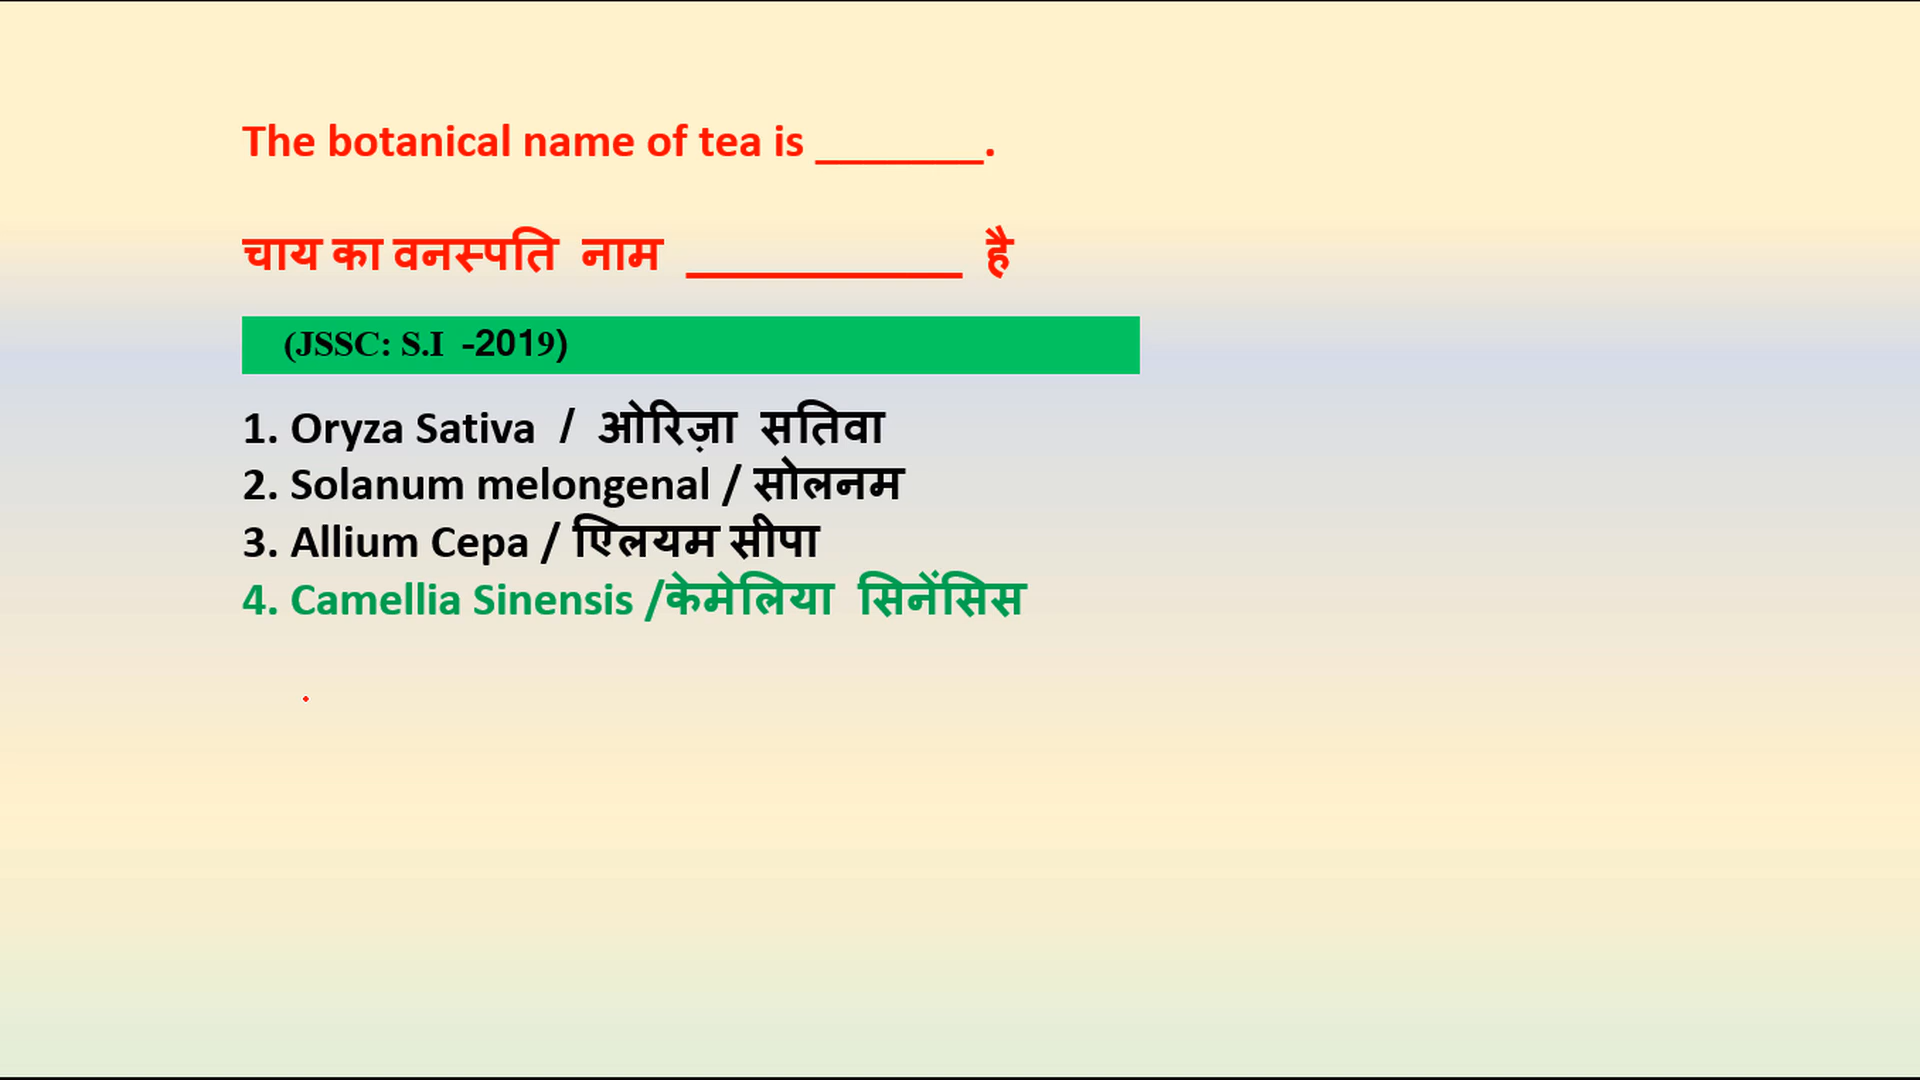 The botanical name of tea is _______.
चाय का वनस्पति नाम ___________ है
(JSSC: S.I -2019)
1. Oryza Sativa / ओरिज़ा सतिवा
2. Solanum melongenal / सोलनम
3. Allium Cepa / एिलयम सीपा
4. Camellia Sinensis /केमेलिया सिनेंसिस